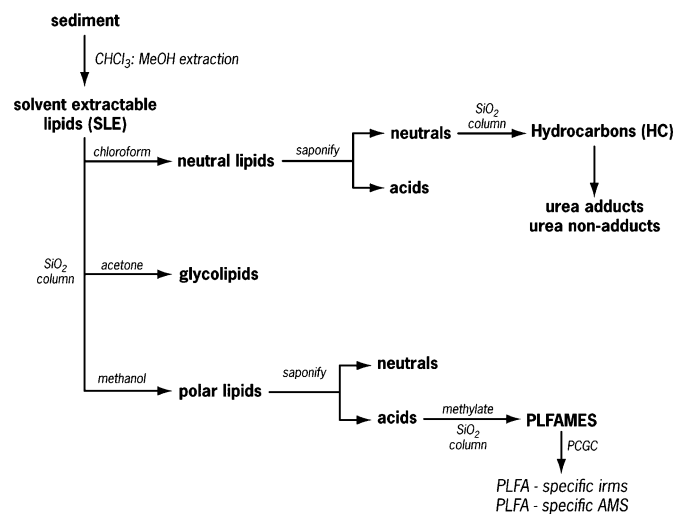 sediment
CHCl3: MeOH extraction
solvent extractable
lipids (SLE)
chloroform
neutral lipids
saponify
neutrals
SiO2
column
Hydrocarbons (HC)
acids
urea adducts
urea non-adducts
SiO2
column
acetone
glycolipids
methanol
polar lipids
saponify
neutrals
acids
methylate
SiO2
column
PLFAMES
PCGC
PLFA - specific irms
PLFA - specific AMS